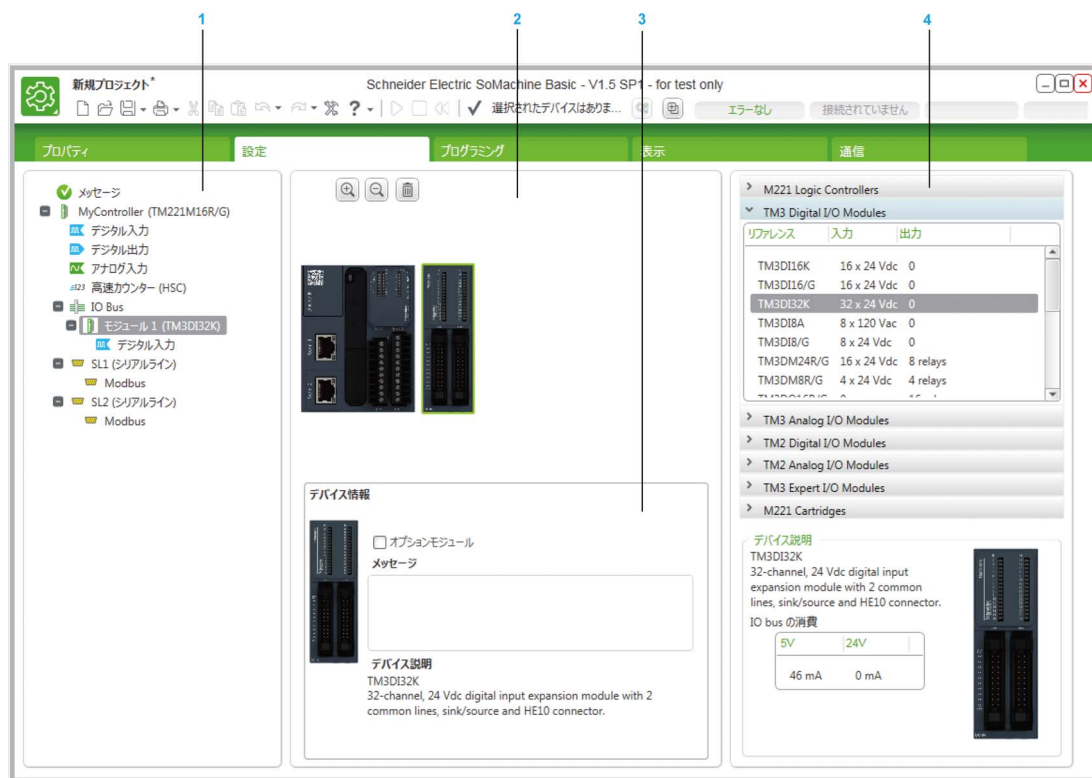 1 2 3 4
新規プロジェクト*
Schneider Electric SoMachine Basic - V1.5 SP1 - for test only
選択されたデバイスはありま...
エラーなし
接続されていません
プロパティ
設定
プログラミング
表示
通信
メッセージ
MyController (TM221M16R/G)
デジタル入力
デジタル出力
アナログ入力
高速カウンター (HSC)
IO Bus
モジュール 1 (TM3DI32K)
デジタル入力
SL1 (シリアルライン)
Modbus
SL2 (シリアルライン)
Modbus
デバイス情報
オプションモジュール
メッセージ
デバイス説明
TM3DI32K
32-channel, 24 Vdc digital input expansion module with 2
common lines, sink/source and HE10 connector.
M221 Logic Controllers
TM3 Digital I/O Modules
リファレンス 入力 出力
TM3DI16K 16 x 24 Vdc 0
TM3DI16/G 16 x 24 Vdc 0
TM3DI32K 32 x 24 Vdc 0
TM3DI8A 8 x 120 Vac 0
TM3DI8/G 8 x 24 Vdc 0
TM3DM24R/G 16 x 24 Vdc 8 relays
TM3DM8R/G 4 x 24 Vdc 4 relays
TM3 Analog I/O Modules
TM2 Digital I/O Modules
TM2 Analog I/O Modules
TM3 Expert I/O Modules
M221 Cartridges
デバイス説明
TM3DI32K
32-channel, 24 Vdc digital input
expansion module with 2 common
lines, sink/source and HE10 connector.
IO bus の消費
5V 24V
46 mA 0 mA